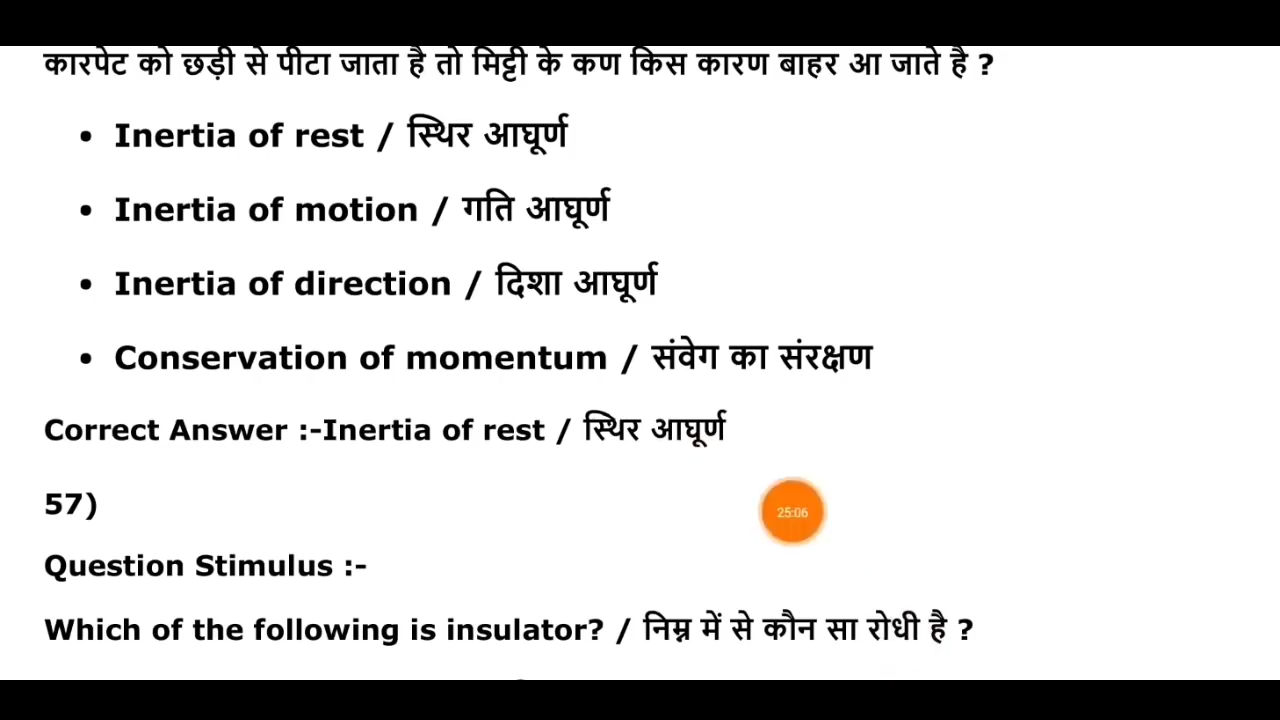 कारपेट को छड़ी से पीटा जाता है तो मिट्टी के कण किस कारण बाहर आ जाते है ?
• Inertia of rest / स्थिर आघूर्ण
• Inertia of motion / गति आघूर्ण
• Inertia of direction / दिशा आघूर्ण
• Conservation of momentum / संवेग का संरक्षण
Correct Answer :-Inertia of rest / स्थिर आघूर्ण
57)
25:06
Question Stimulus :-
Which of the following is insulator? / निम्न में से कौन सा रोधी है ?